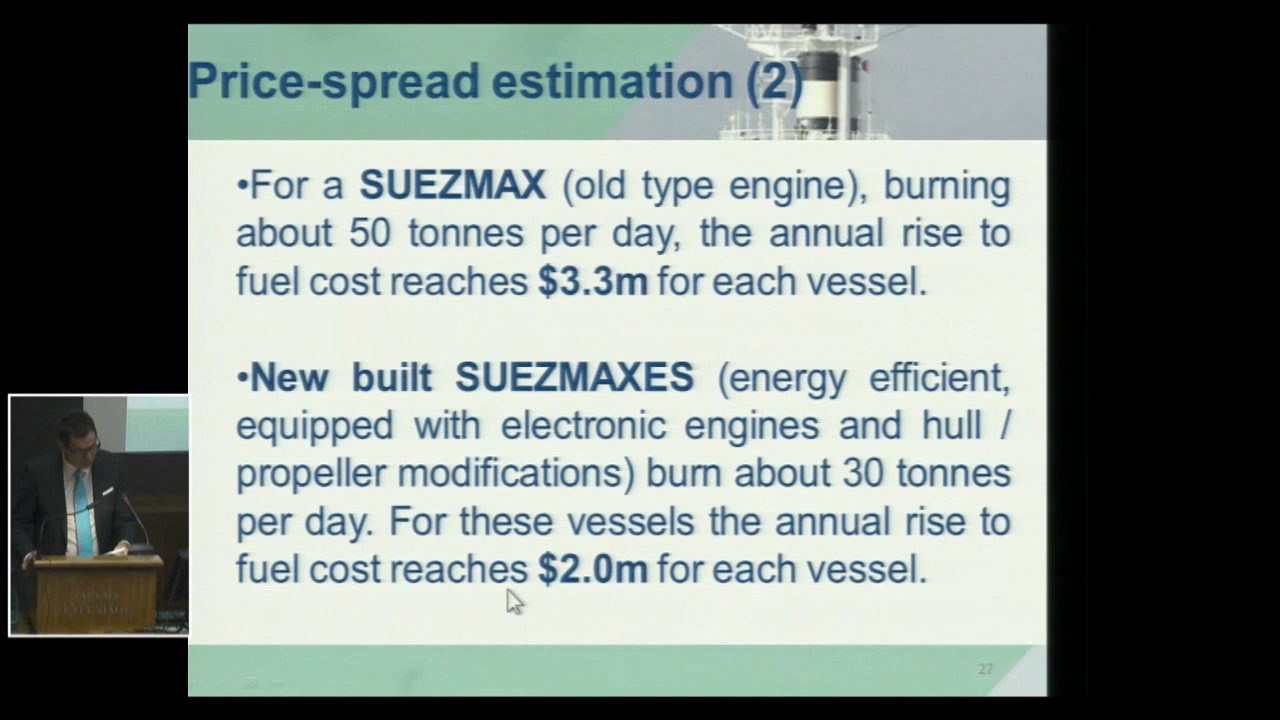 Price-spread estimation (2)
•For a SUEZMAX (old type engine), burning
about 50 tonnes per day, the annual rise to
fuel cost reaches $3.3m for each vessel.
•New built SUEZMAXES (energy efficient,
equipped with electronic engines and hull /
propeller modifications) burn about 30 tonnes
per day. For these vessels the annual rise to
fuel cost reaches $2.0m for each vessel.
27